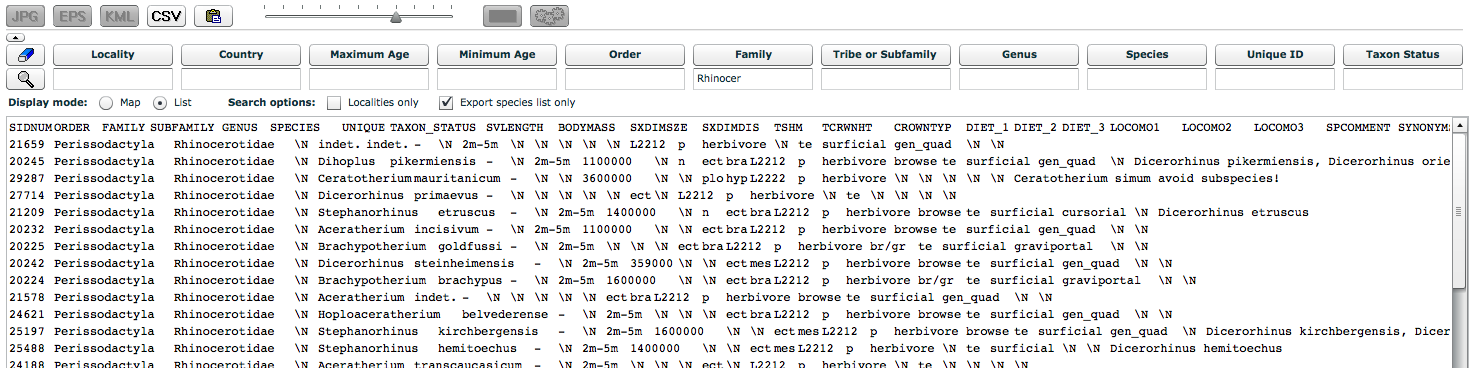 JPG EPS KML CSV
Locality Country Maximum Age Minimum Age Order Family Tribe or Subfamily Genus Species Unique ID Taxon Status
Rhinocer
Display mode: Map List Search options: Localities only Export species list only
SIDNUM ORDER FAMILY SUBFAMILY GENUS SPECIES UNIQUE TAXON_STATUS SVLENGTH BODYMASS SXDIMSZE SXDIMDIS TSHM TCRWNHT CROWNTYP DIET_1 DIET_2 DIET_3 LOCOMO1 LOCOMO2 LOCOMO3 SPCOMMENT SYNONYMS
21659 Perissodactyla Rhinocerotidae \N indet. indet. - \N 2m-5m \N \N \N \N \N L2212 p herbivore \N te surficial gen_quad \N \N
20245 Perissodactyla Rhinocerotidae \N Dihoplus pikermiensis - \N 2m-5m 1100000 \N n ect bra L2212 p herbivore browse te surficial gen_quad \N Dicerorhinus pikermiensis, Dicerorhinus orie
29287 Perissodactyla Rhinocerotidae \N Ceratotherium mauritanicum - \N \N 3600000 \N \N plo hyp L2222 p herbivore \N \N \N \N \N Ceratotherium simum avoid subspecies!
27714 Perissodactyla Rhinocerotidae \N Dicerorhinus primaevus - \N \N \N \N \N ect \N L2212 p herbivore \N te \N \N \N \N
21209 Perissodactyla Rhinocerotidae \N Stephanorhinus etruscus - \N 2m-5m 1400000 \N n ect bra L2212 p herbivore browse te surficial cursorial \N Dicerorhinus etruscus
20232 Perissodactyla Rhinocerotidae \N Aceratherium incisivum - \N 2m-5m 1100000 \N n ect bra L2212 p herbivore browse te surficial gen_quad \N \N
20225 Perissodactyla Rhinocerotidae \N Brachypotherium goldfussi - \N 2m-5m \N \N \N ect bra L2212 p herbivore br/gr te surficial graviportal \N \N
20242 Perissodactyla Rhinocerotidae \N Dicerorhinus steinheimensis - \N 2m-5m 359000 \N \N ect mes L2212 p herbivore browse te surficial gen_quad \N \N
20224 Perissodactyla Rhinocerotidae \N Brachypotherium brachypus - \N 2m-5m 1600000 \N \N ect bra L2212 p herbivore br/gr te surficial graviportal \N \N
21578 Perissodactyla Rhinocerotidae \N Aceratherium indet. - \N \N \N \N \N ect bra L2212 p herbivore browse te surficial gen_quad \N \N
24621 Perissodactyla Rhinocerotidae \N Hoploaceratherium belvederense - \N 2m-5m \N \N \N ect bra L2212 p herbivore browse te surficial gen_quad \N \N
25197 Perissodactyla Rhinocerotidae \N Stephanorhinus kirchbergensis - \N 2m-5m 1600000 \N \N ect mes L2212 p herbivore browse te surficial gen_quad \N Dicerorhinus kirchbergensis, Dicer
25488 Perissodactyla Rhinocerotidae \N Stephanorhinus hemitoechus - \N 2m-5m 1400000 \N \N ect mes L2212 p herbivore \N te surficial \N \N Dicerorhinus hemitoechus
24188 Perissodactyla Rhinocerotidae \N Aceratherium transcaucasicum - \N 2m-5m \N \N \N ect \N L2212 p herbivore \N te \N \N \N \N